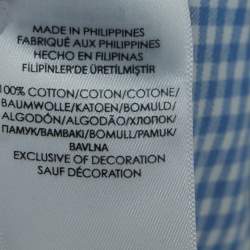 MADE IN PHILIPPINES
FABRIQUÉ AUX PHILIPPINES
HECHO EN FILIPINAS
FILIPINLER'DE ÜRETILMIŞTIR
100% COTTON/COTON/COTONE/
BAUMWOLLE/KATOEN/BOMULD/
ALGODÓN/ALGODÃO/ХЛОПОК/
ПАМУК/BAMBAKI/BOMULL/PAMUK/
BAVLNA
EXCLUSIVE OF DECORATION
SAUF DÉCORATION